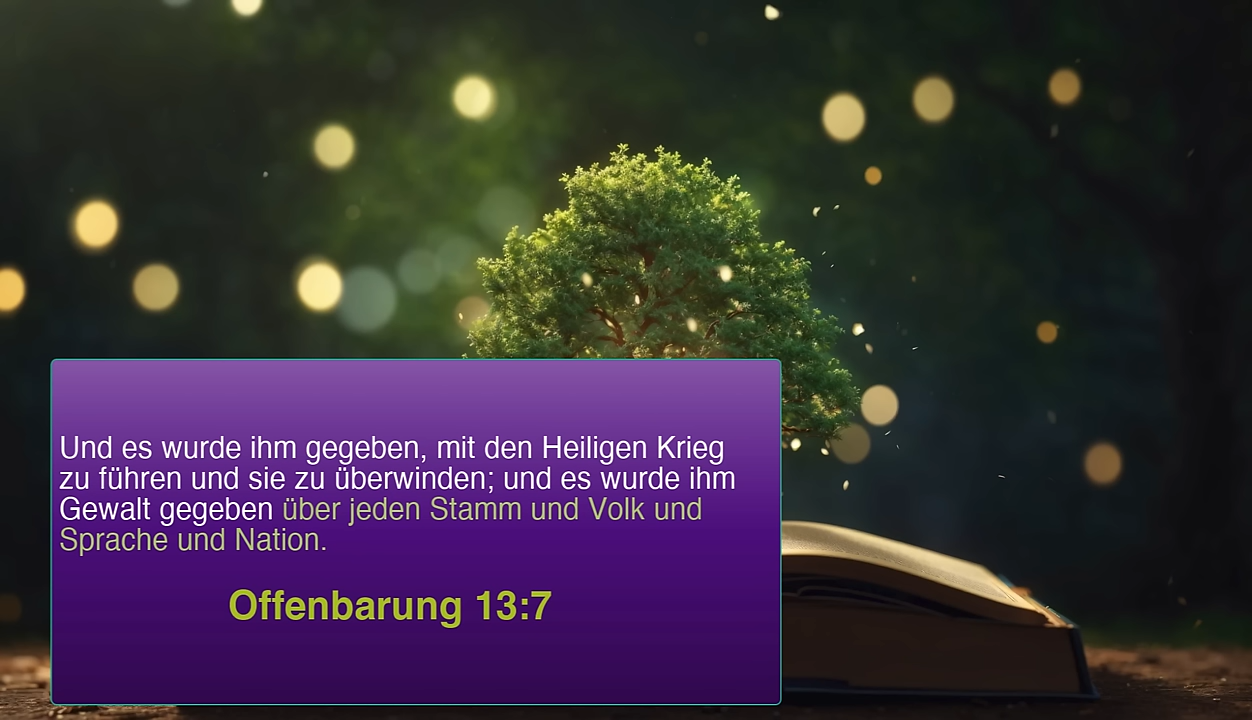 Und es wurde ihm gegeben, mit den Heiligen Krieg
zu führen und sie zu überwinden; und es wurde ihm
Gewalt gegeben über jeden Stamm und Volk und
Sprache und Nation.
Offenbarung 13:7